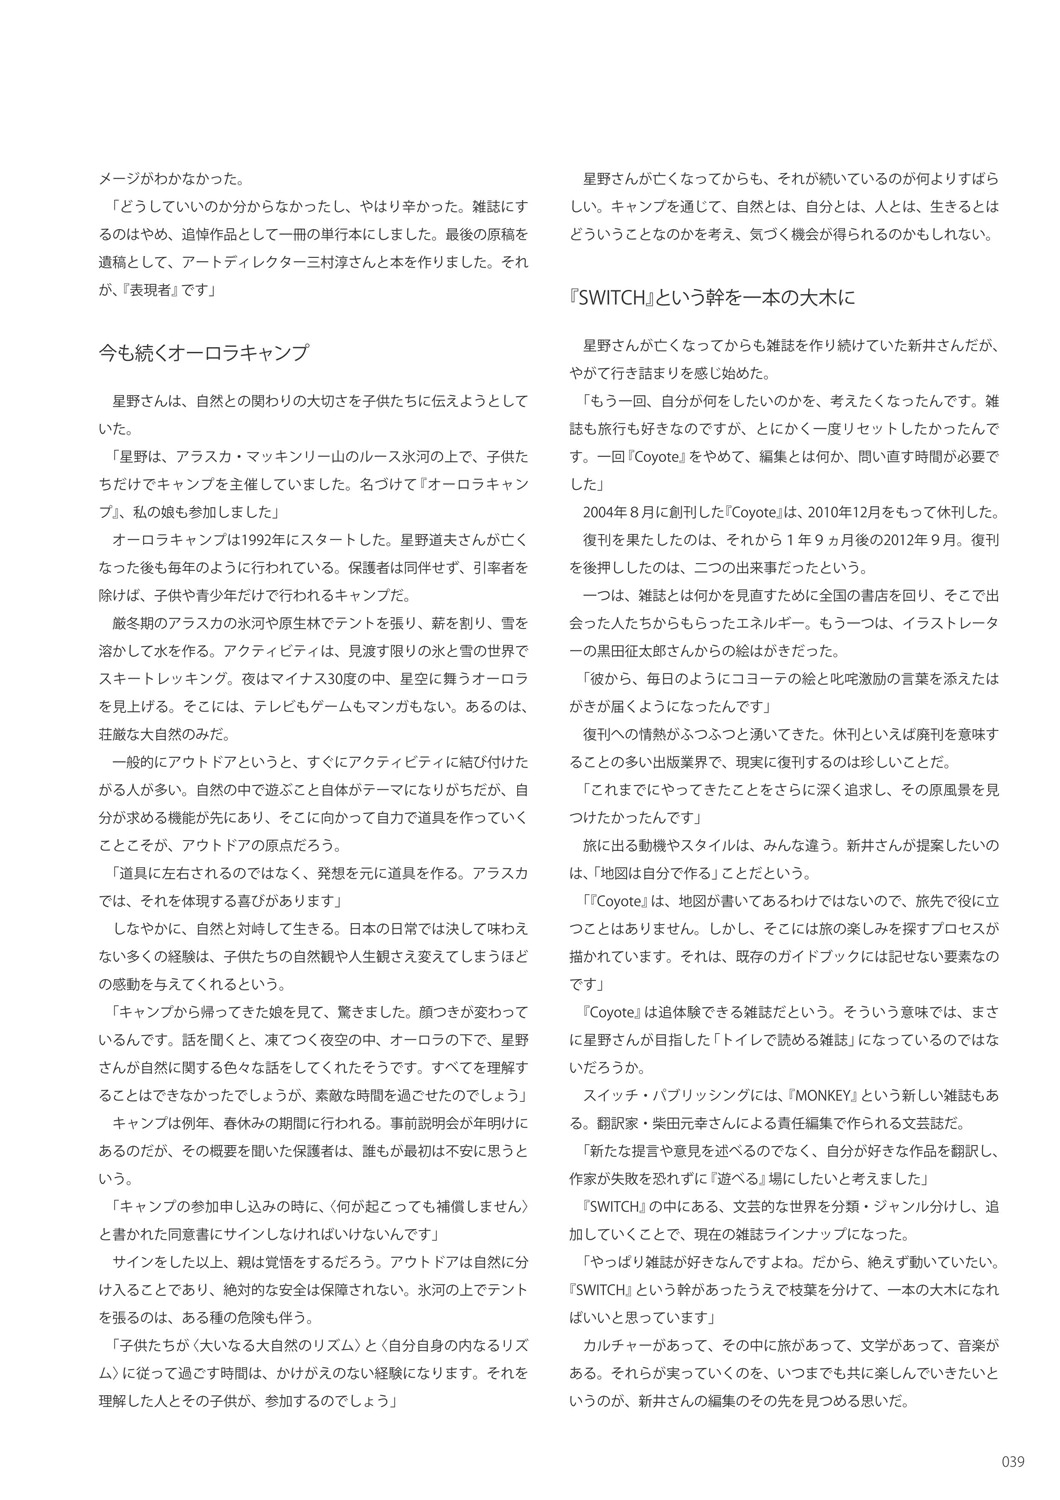 メージがわかなかった。
「どうしていいのか分からなかったし、やはり辛かった。雑誌にす
るのはやめ、追悼作品として一冊の単行本にしました。最後の原稿を
遺稿として、アートディレクター三村淳さんと本を作りました。それ
が、『表現者』です」
今も続くオーロラキャンプ
星野さんは、自然との関わりの大切さを子供たちに伝えようとして
いた。
「星野は、アラスカ・マッキンリー山のルース氷河の上で、子供た
ちだけでキャンプを主催していました。名づけて『オーロラキャン
プ』、私の娘も参加しました」
オーロラキャンプは1992年にスタートした。星野道夫さんが亡く
なった後も毎年のように行われている。保護者は同伴せず、引率者を
除けば、子供や青少年だけで行われるキャンプだ。
厳冬期のアラスカの氷河や原生林でテントを張り、薪を割り、雪を
溶かして水を作る。アクティビティは、見渡す限りの氷と雪の世界で
スキートレッキング。夜はマイナス30度の中、星空に舞うオーロラ
を見上げる。そこには、テレビもゲームもマンガもない。あるのは、
荘厳な大自然のみだ。
一般的にアウトドアというと、すぐにアクティビティに結び付けた
がる人が多い。自然の中で遊ぶこと自体がテーマになりがちだが、自
分が求める機能が先にあり、そこに向かって自力で道具を作っていく
ことこそが、アウトドアの原点だろう。
「道具に左右されるのではなく、発想を元に道具を作る。アラスカ
では、それを体現する喜びがあります」
しなやかに、自然と対峙して生きる。日本の日常では決して味わえ
ない多くの経験は、子供たちの自然観や人生観さえ変えてしまうほど
の感動を与えてくれるという。
「キャンプから帰ってきた娘を見て、驚きました。顔つきが変わって
いるんです。話を聞くと、凍てつく夜空の中、オーロラの下で、星野
さんが自然に関する色々な話をしてくれたそうです。すべてを理解す
ることはできなかったでしょうが、素敵な時間を過ごせたのでしょう」
キャンプは例年、春休みの期間に行われる。事前説明会が年明けに
あるのだが、その概要を聞いた保護者は、誰もが最初は不安に思うと
いう。
「キャンプの参加申し込みの時に、〈何が起こっても補償しません〉
と書かれた同意書にサインしなければいけないんです」
サインをした以上、親は覚悟をするだろう。アウトドアは自然に分
け入ることであり、絶対的な安全は保障されない。氷河の上でテント
を張るのは、ある種の危険も伴う。
「子供たちが〈大いなる大自然のリズム〉と〈自分自身の内なるリズ
ム〉に従って過ごす時間は、かけがえのない経験になります。それを
理解した人とその子供が、参加するのでしょう」
星野さんが亡くなってからも、それが続いているのが何よりすばら
しい。キャンプを通じて、自然とは、自分とは、人とは、生きるとは
どういうことなのかを考え、気づく機会が得られるのかもしれない。
『SWITCH』という幹を一本の大木に
星野さんが亡くなってからも雑誌を作り続けていた新井さんだが、
やがて行き詰まりを感じ始めた。
「もう一回、自分が何をしたいのかを、考えたくなったんです。雑
誌も旅行も好きなのですが、とにかく一度リセットしたかったんで
す。一回『Coyote』をやめて、編集とは何か、問い直す時間が必要で
した」
2004年８月に創刊した『Coyote』は、2010年12月をもって休刊した。
復刊を果たしたのは、それから１年９ヵ月後の2012年９月。復刊
を後押ししたのは、二つの出来事だったという。
一つは、雑誌とは何かを見直すために全国の書店を回り、そこで出
会った人たちからもらったエネルギー。もう一つは、イラストレータ
ーの黒田征太郎さんからの絵はがきだった。
「彼から、毎日のようにコヨーテの絵と叱咤激励の言葉を添えたは
がきが届くようになったんです」
復刊への情熱がふつふつと湧いてきた。休刊といえば廃刊を意味す
ることの多い出版業界で、現実に復刊するのは珍しいことだ。
「これまでにやってきたことをさらに深く追求し、その原風景を見
つけたかったんです」
旅に出る動機やスタイルは、みんな違う。新井さんが提案したいの
は、「地図は自分で作る」ことだという。
「『Coyote』は、地図が書いてあるわけではないので、旅先で役に立
つことはありません。しかし、そこには旅の楽しみを探すプロセスが
描かれています。それは、既存のガイドブックには記せない要素なの
です」
『Coyote』は追体験できる雑誌だという。そういう意味では、まさ
に星野さんが目指した「トイレで読める雑誌」になっているのではな
いだろうか。
スイッチ・パブリッシングには、『MONKEY』という新しい雑誌もあ
る。翻訳家・柴田元幸さんによる責任編集で作られる文芸誌だ。
「新たな提言や意見を述べるのでなく、自分が好きな作品を翻訳し、
作家が失敗を恐れずに『遊べる』場にしたいと考えました」
『SWITCH』の中にある、文芸的な世界を分類・ジャンル分けし、追
加していくことで、現在の雑誌ラインナップになった。
「やっぱり雑誌が好きなんですよね。だから、絶えず動いていたい。
『SWITCH』という幹があったうえで枝葉を分けて、一本の大木になれ
ばいいと思っています」
カルチャーがあって、その中に旅があって、文学があって、音楽が
ある。それらが実っていくのを、いつまでも共に楽しんでいきたいと
いうのが、新井さんの編集のその先を見つめる思いだ。
039